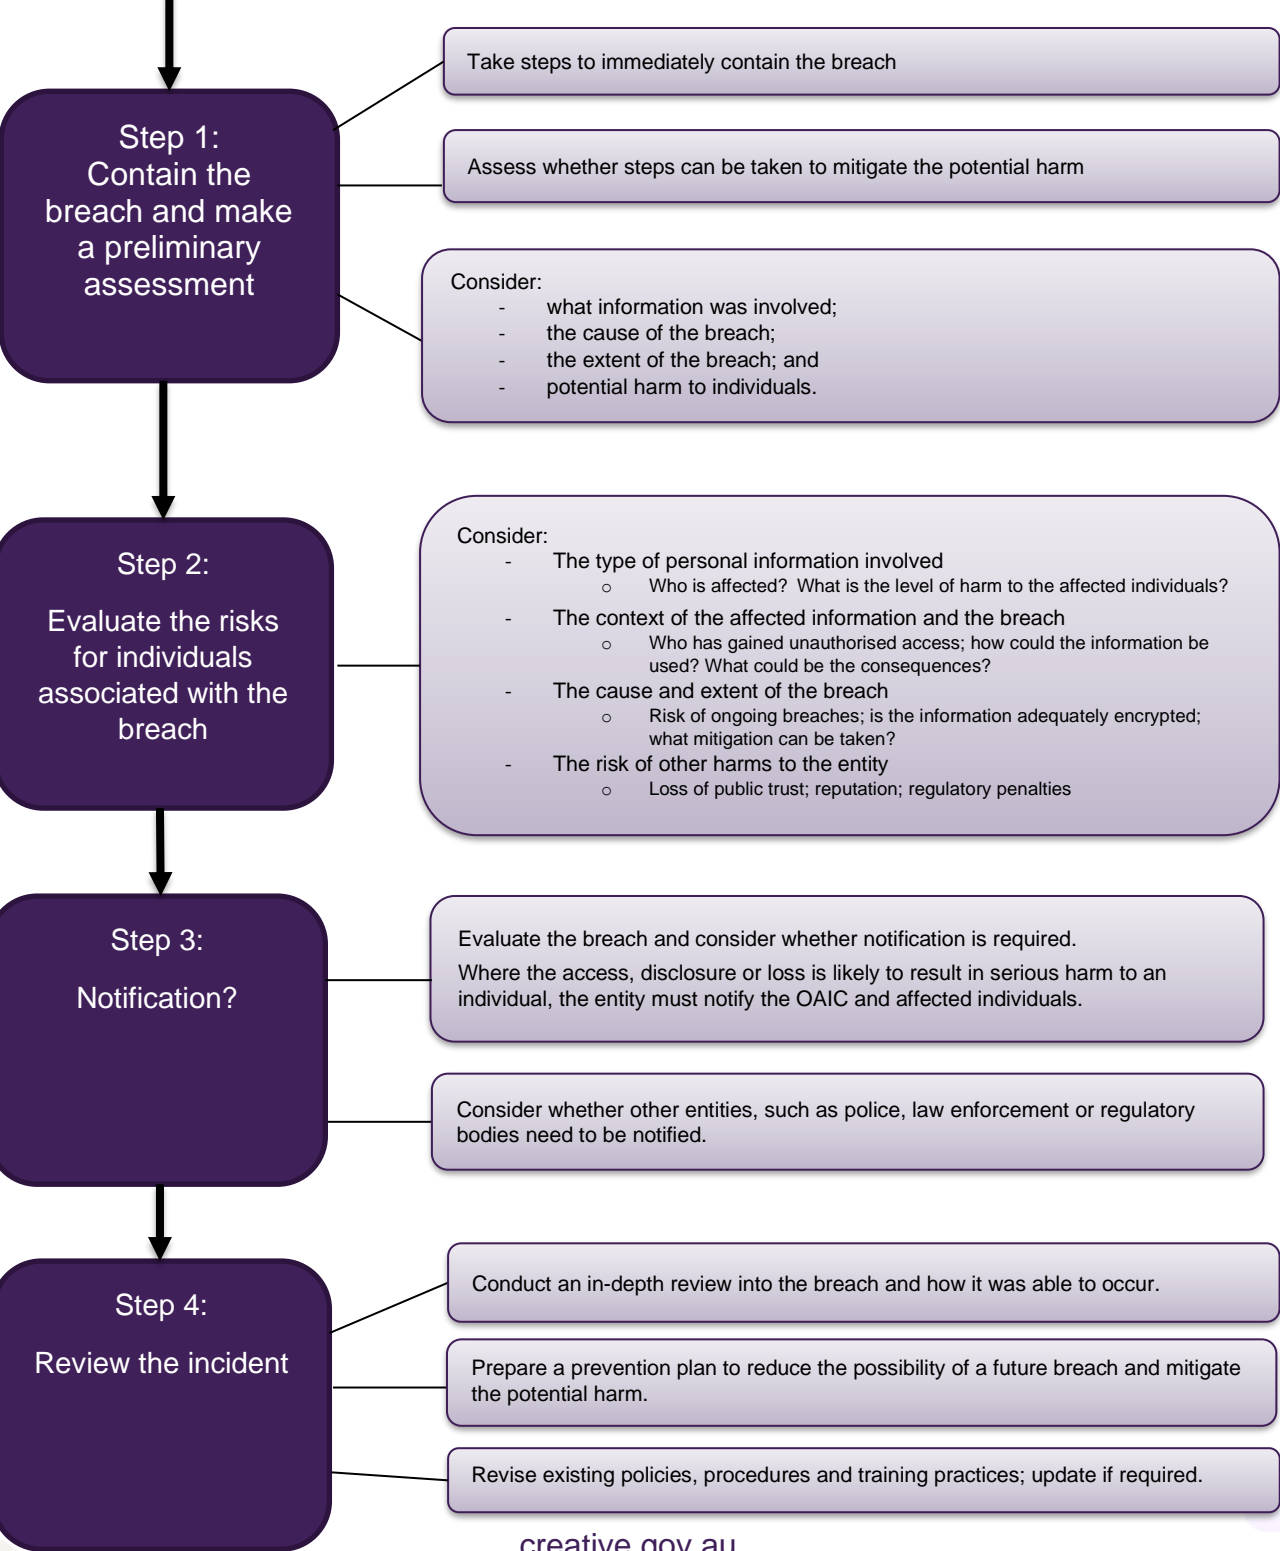 Step 1:
Contain the
breach and make
a preliminary
assessment
Take steps to immediately contain the breach
Assess whether steps can be taken to mitigate the potential harm
Consider:
- what information was involved;
- the cause of the breach;
- the extent of the breach; and
- potential harm to individuals.
Step 2:
Evaluate the risks
for individuals
associated with the
breach
Consider:
- The type of personal information involved
o Who is affected? What is the level of harm to the affected individuals?
- The context of the affected information and the breach
o Who has gained unauthorised access; how could the information be
used? What could be the consequences?
- The cause and extent of the breach
o Risk of ongoing breaches; is the information adequately encrypted;
what mitigation can be taken?
- The risk of other harms to the entity
o Loss of public trust; reputation; regulatory penalties
Step 3:
Notification?
Evaluate the breach and consider whether notification is required.
Where the access, disclosure or loss is likely to result in serious harm to an
individual, the entity must notify the OAIC and affected individuals.
Consider whether other entities, such as police, law enforcement or regulatory
bodies need to be notified.
Step 4:
Review the incident
Conduct an in-depth review into the breach and how it was able to occur.
Prepare a prevention plan to reduce the possibility of a future breach and mitigate
the potential harm.
Revise existing policies, procedures and training practices; update if required.
creative.gov.au